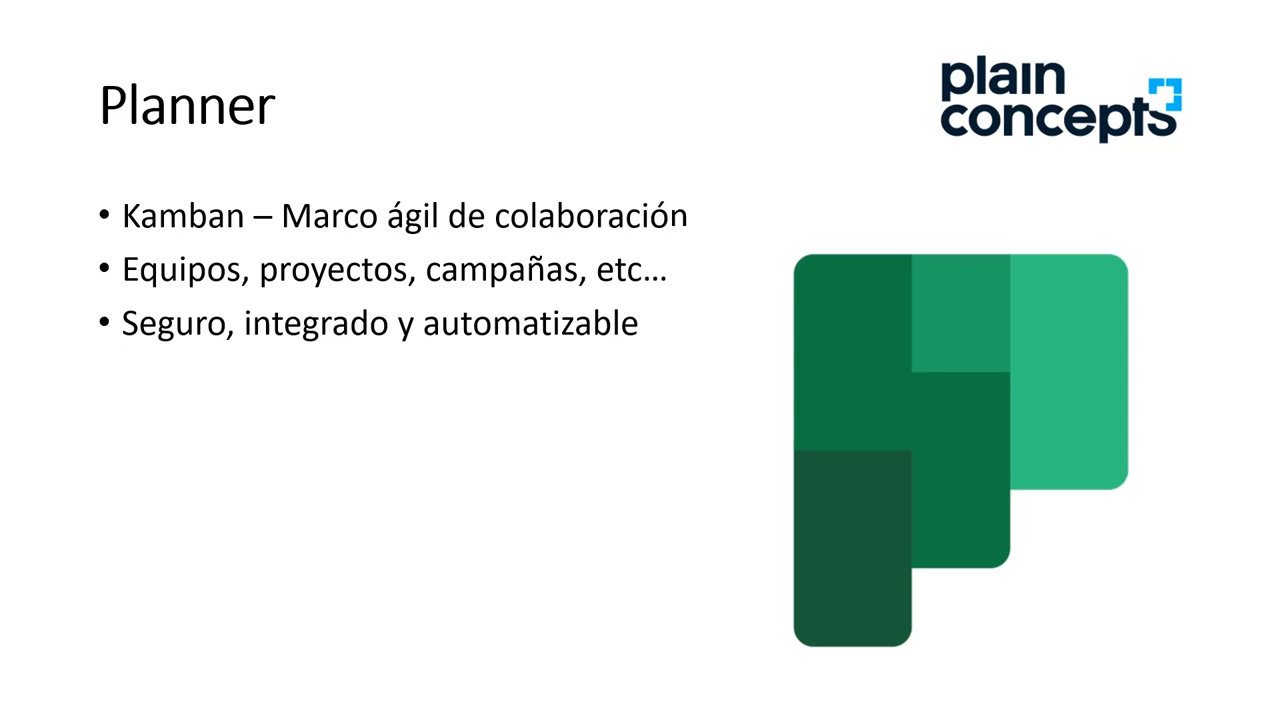 Planner
plain
concepts
• Kamban – Marco ágil de colaboración
• Equipos, proyectos, campañas, etc...
• Seguro, integrado y automatizable